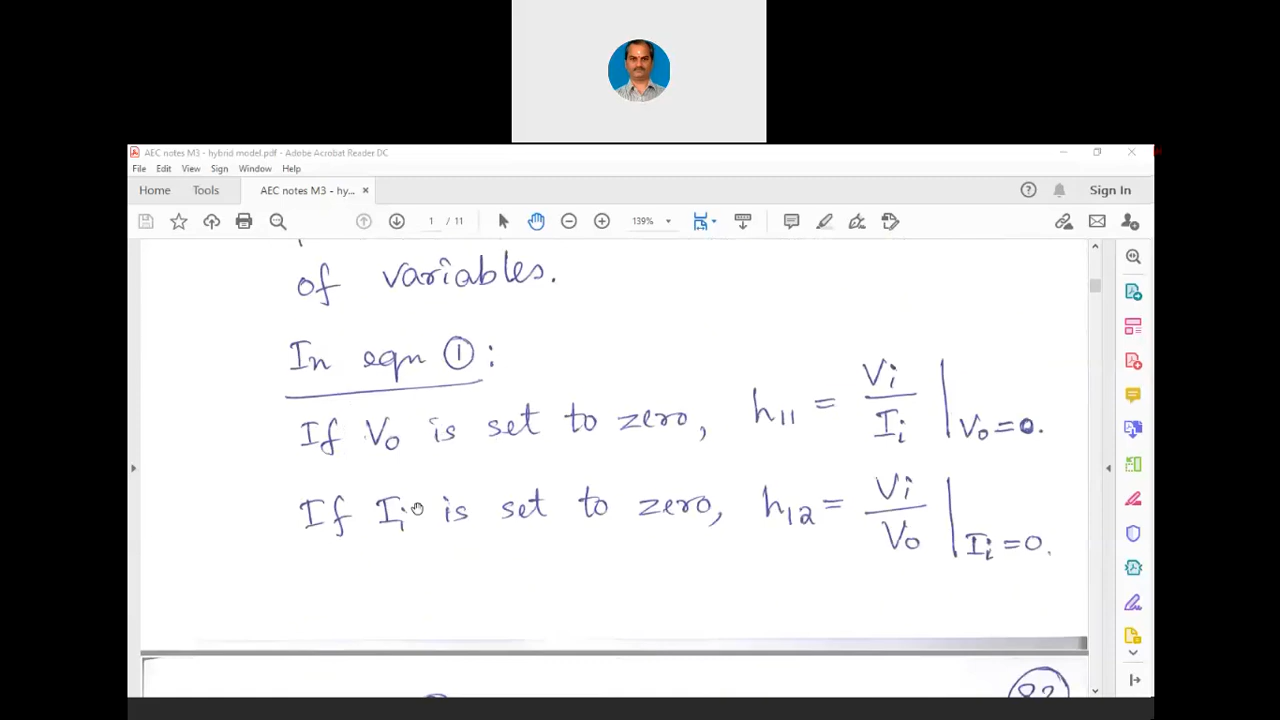 AEC notes M3 - hybrid model.pdf - Adobe Acrobat Reader DC
File Edit View Sign Window Help
Home Tools AEC notes M3 - hy... × Sign In
1 / 11 139%
of variables.
In eqn ①:
If Vo is set to zero, h11 = Vi/Ii | Vo=0.
If Ii is set to zero, h12 = Vi/Vo | Ii=0.